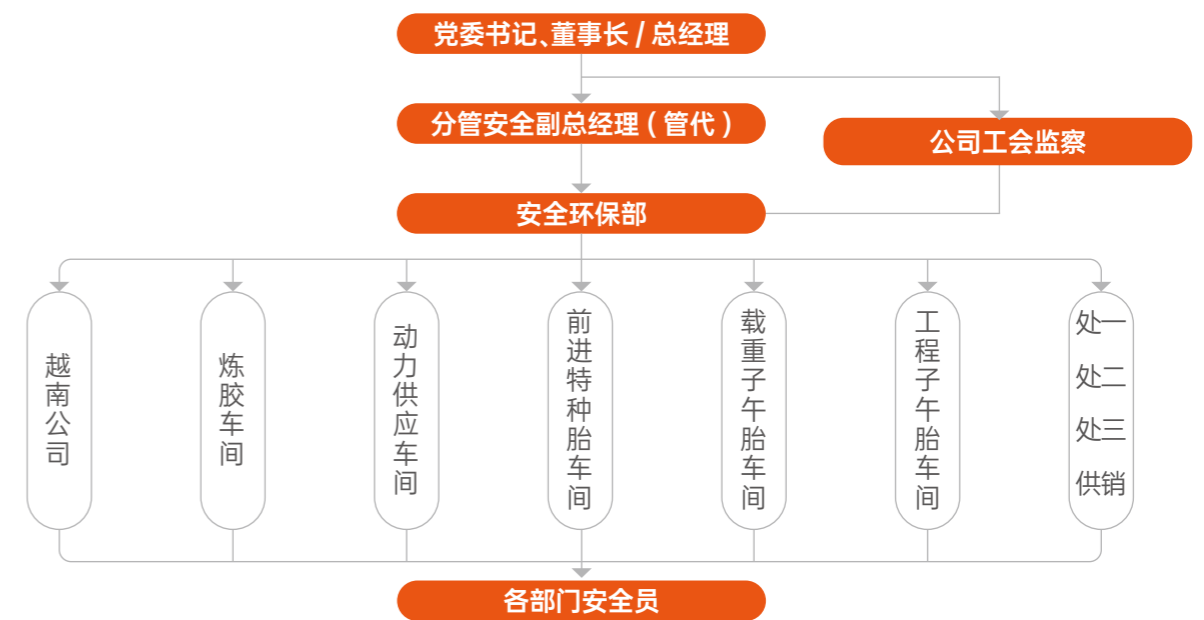 党委书记、董事长 / 总经理
分管安全副总经理 ( 管代 )
公司工会监察
安全环保部
越南公司
炼胶车间
动力供应车间
前进特种胎车间
载重子午胎车间
工程子午胎车间
处一
处二
处三
供销
各部门安全员